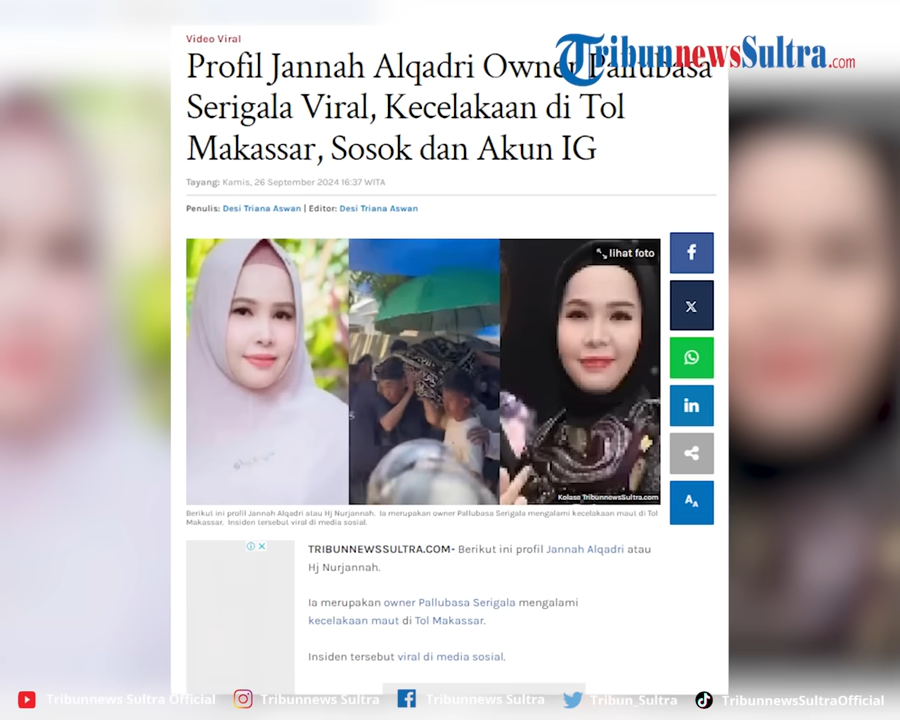 Video Viral
TribunnewsSultra.com
Profil Jannah Alqadri Owner Pallubasa
Serigala Viral, Kecelakaan di Tol
Makassar, Sosok dan Akun IG
Tayang: Kamis, 26 September 2024 16:37 WITA
Penulis: Desi Triana Aswan | Editor: Desi Triana Aswan
lihat foto
Kolase TribunnewsSultra.com
Berikut ini profil Jannah Alqadri atau Hj Nurjannah. Ia merupakan owner Pallubasa Serigala mengalami kecelakaan maut di Tol
Makassar. Insiden tersebut viral di media sosial.
TRIBUNNEWSSULTRA.COM- Berikut ini profil Jannah Alqadri atau
Hj Nurjannah.
Ia merupakan owner Pallubasa Serigala mengalami
kecelakaan maut di Tol Makassar.
Insiden tersebut viral di media sosial.
Tribunnews Sultra Official Tribunnews Sultra Tribunnews Sultra Tribun_Sultra TribunnewsSultraOfficial